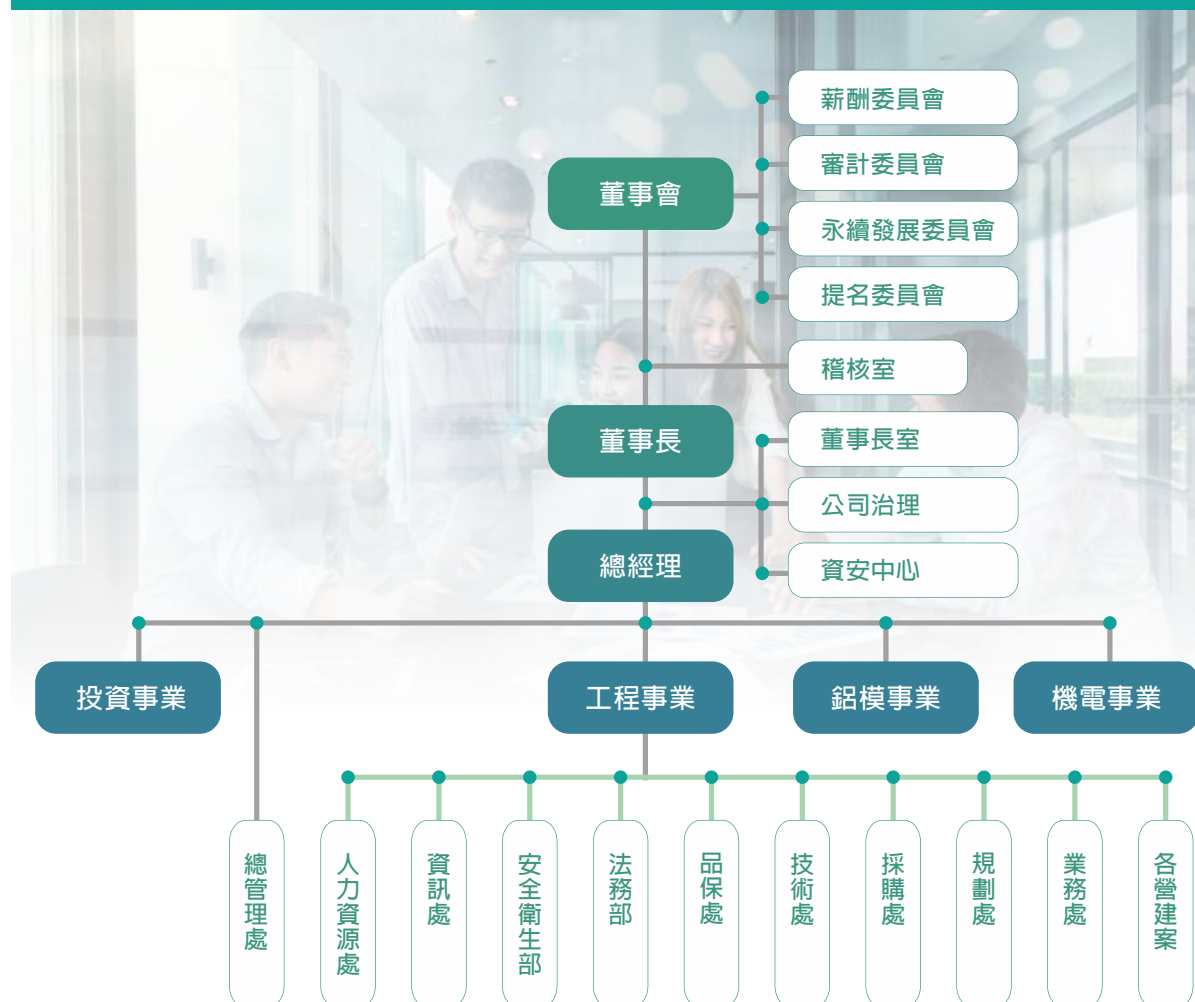 薪酬委員會
審計委員會
董事會
永續發展委員會
提名委員會
稽核室
董事長
董事長室
公司治理
總經理
資安中心
投資事業
工程事業
鋁模事業
機電事業
總管理處
人力資源處
資訊處
安全衛生部
法務部
品保處
技術處
採購處
規劃處
業務處
各營建案